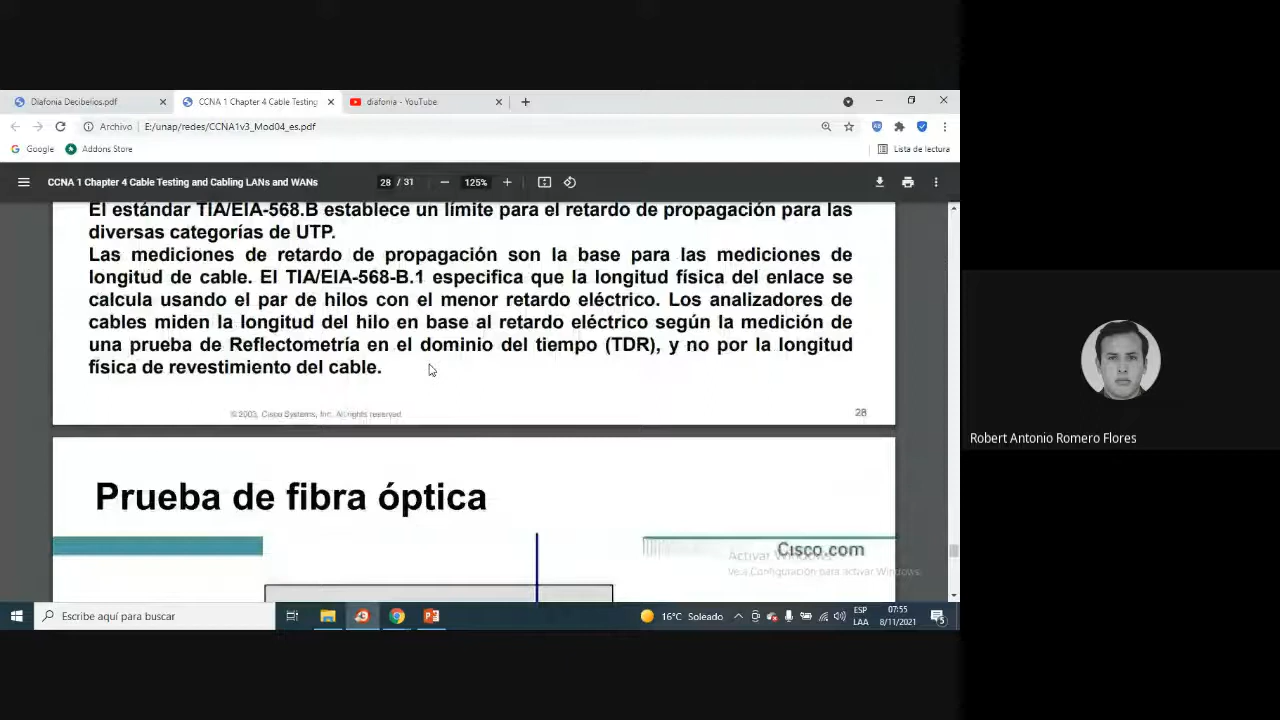 Diafonia Decibelios.pdf
CCNA 1 Chapter 4 Cable Testing
diafonia - YouTube
Archivo
E:/unap/redes/CCNA1v3_Mod04_es.pdf
Google
Addons Store
Lista de lectura
CCNA 1 Chapter 4 Cable Testing and Cabling LANs and WANs
28 / 31
125%
El estándar TIA/EIA-568.B establece un límite para el retardo de propagación para las
diversas categorías de UTP.
Las mediciones de retardo de propagación son la base para las mediciones de
longitud de cable. El TIA/EIA-568-B.1 especifica que la longitud física del enlace se
calcula usando el par de hilos con el menor retardo eléctrico. Los analizadores de
cables miden la longitud del hilo en base al retardo eléctrico según la medición de
una prueba de Reflectometría en el dominio del tiempo (TDR), y no por la longitud
física de revestimiento del cable.
© 2003, Cisco Systems, Inc. All rights reserved
28
Prueba de fibra óptica
Cisco.com
Activar Windows
Ve a Configuración para activar Windows.
Robert Antonio Romero Flores
Escribe aquí para buscar
16°C Soleado
ESP
LAA
07:55
8/11/2021
5